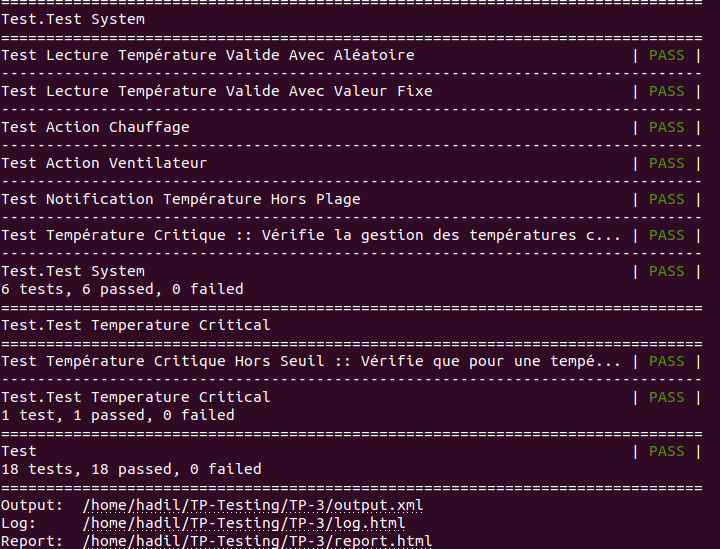 ==============================================================================
Test.Test System
==============================================================================
Test Lecture Température Valide Avec Aléatoire                        | PASS |
------------------------------------------------------------------------------
Test Lecture Température Valide Avec Valeur Fixe                      | PASS |
------------------------------------------------------------------------------
Test Action Chauffage                                                 | PASS |
------------------------------------------------------------------------------
Test Action Ventilateur                                               | PASS |
------------------------------------------------------------------------------
Test Notification Température Hors Plage                              | PASS |
------------------------------------------------------------------------------
Test Température Critique :: Vérifie la gestion des températures c... | PASS |
------------------------------------------------------------------------------
Test.Test System                                                      | PASS |
6 tests, 6 passed, 0 failed
==============================================================================
Test.Test Temperature Critical
==============================================================================
Test Température Critique Hors Seuil :: Vérifie que pour une tempé... | PASS |
------------------------------------------------------------------------------
Test.Test Temperature Critical                                        | PASS |
1 test, 1 passed, 0 failed
==============================================================================
Test                                                                  | PASS |
18 tests, 18 passed, 0 failed
==============================================================================
Output:  /home/hadil/TP-Testing/TP-3/output.xml
Log:     /home/hadil/TP-Testing/TP-3/log.html
Report:  /home/hadil/TP-Testing/TP-3/report.html